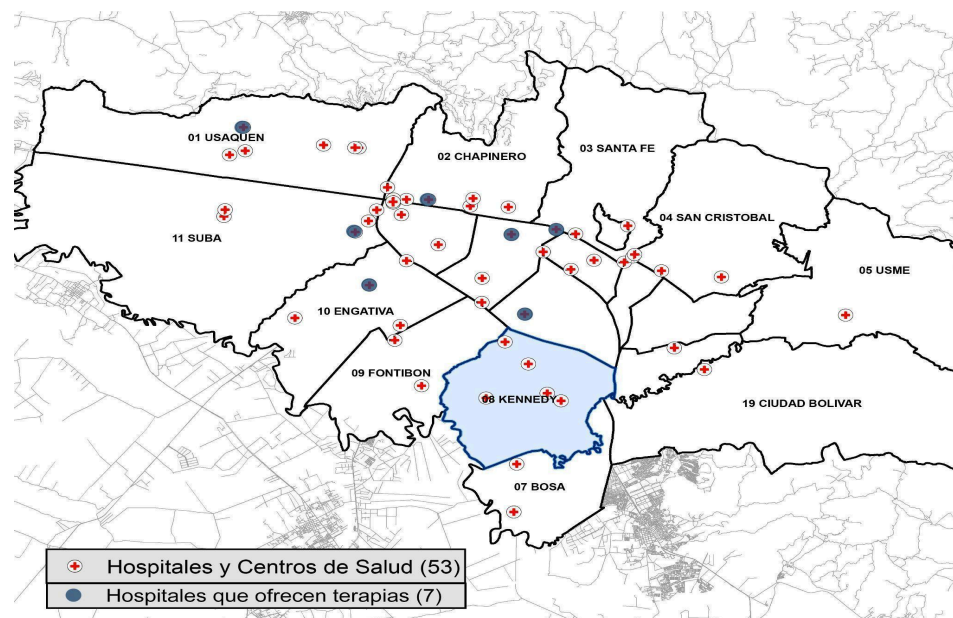 01 USAQUEN
02 CHAPINERO
03 SANTA FE
04 SAN CRISTOBAL
11 SUBA
05 USME
10 ENGATIVA
09 FONTIBON
08 KENNEDY
19 CIUDAD BOLIVAR
07 BOSA
Hospitales y Centros de Salud (53)
Hospitales que ofrecen terapias (7)